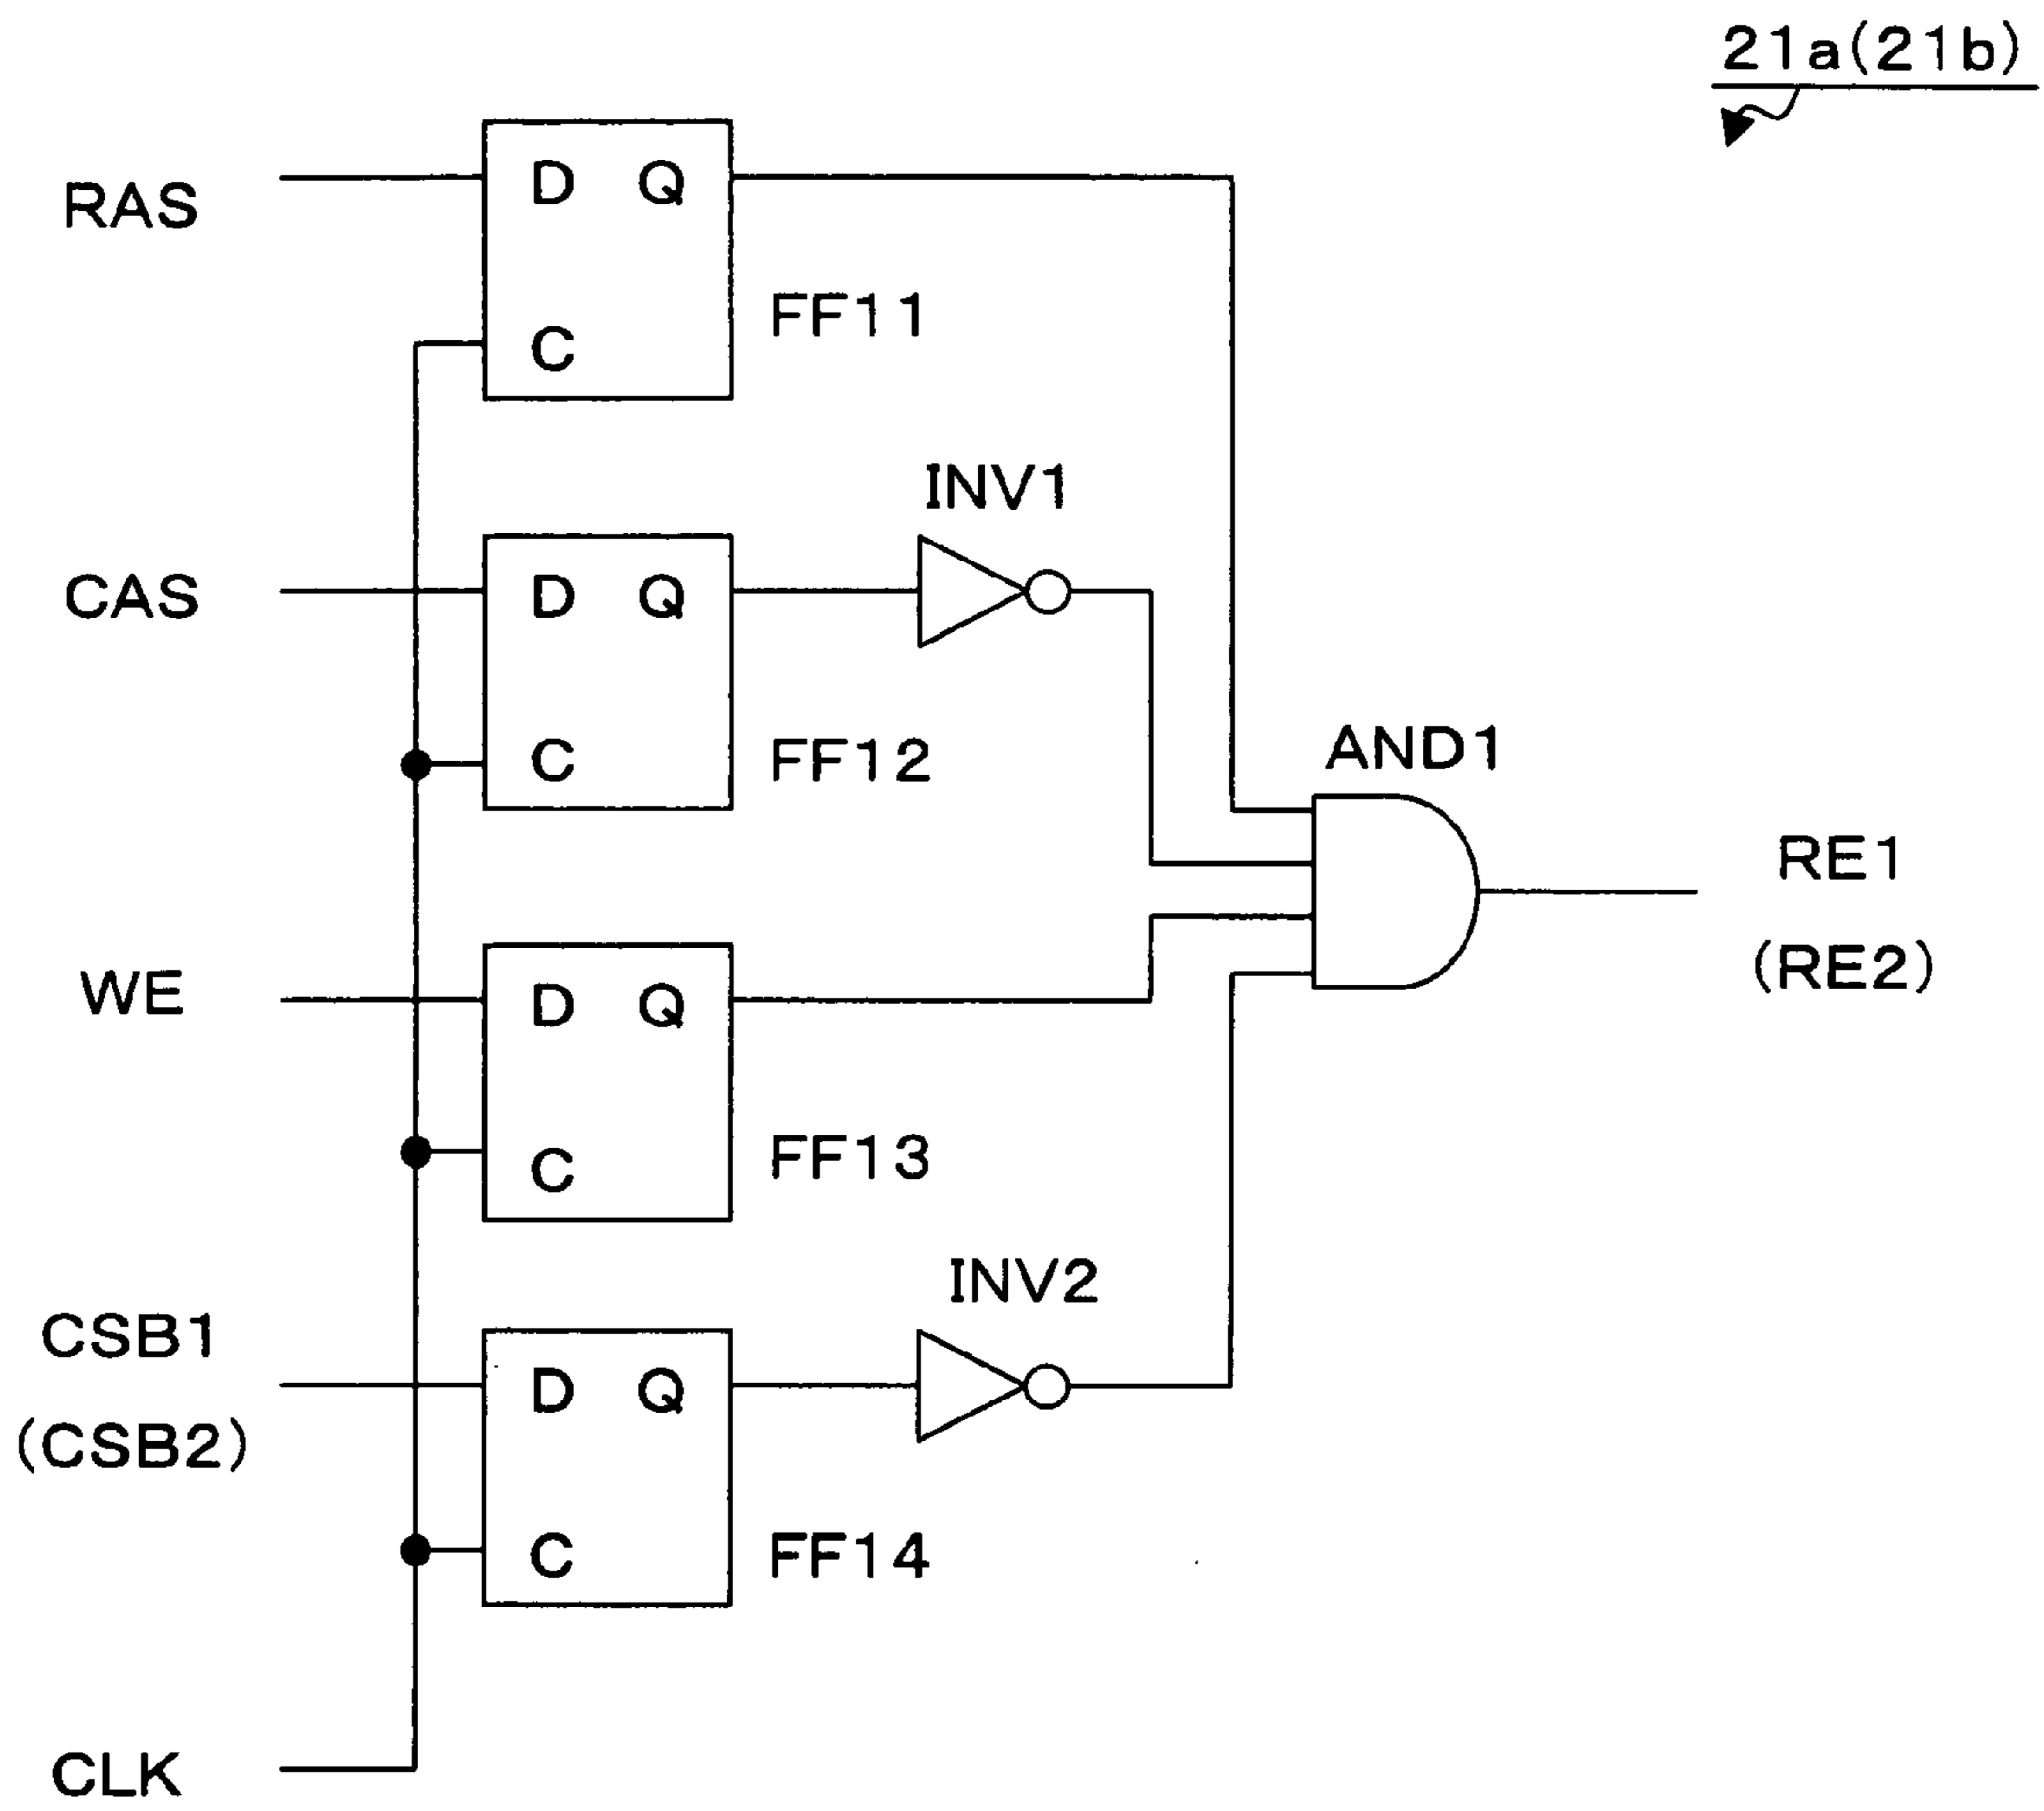 21a(21b)
RAS
D Q
C
FF11
INV1
CAS
D Q
C
FF12
AND1
RE1
(RE2)
WE
D Q
C
FF13
INV2
CSB1
(CSB2)
D Q
C
FF14
CLK